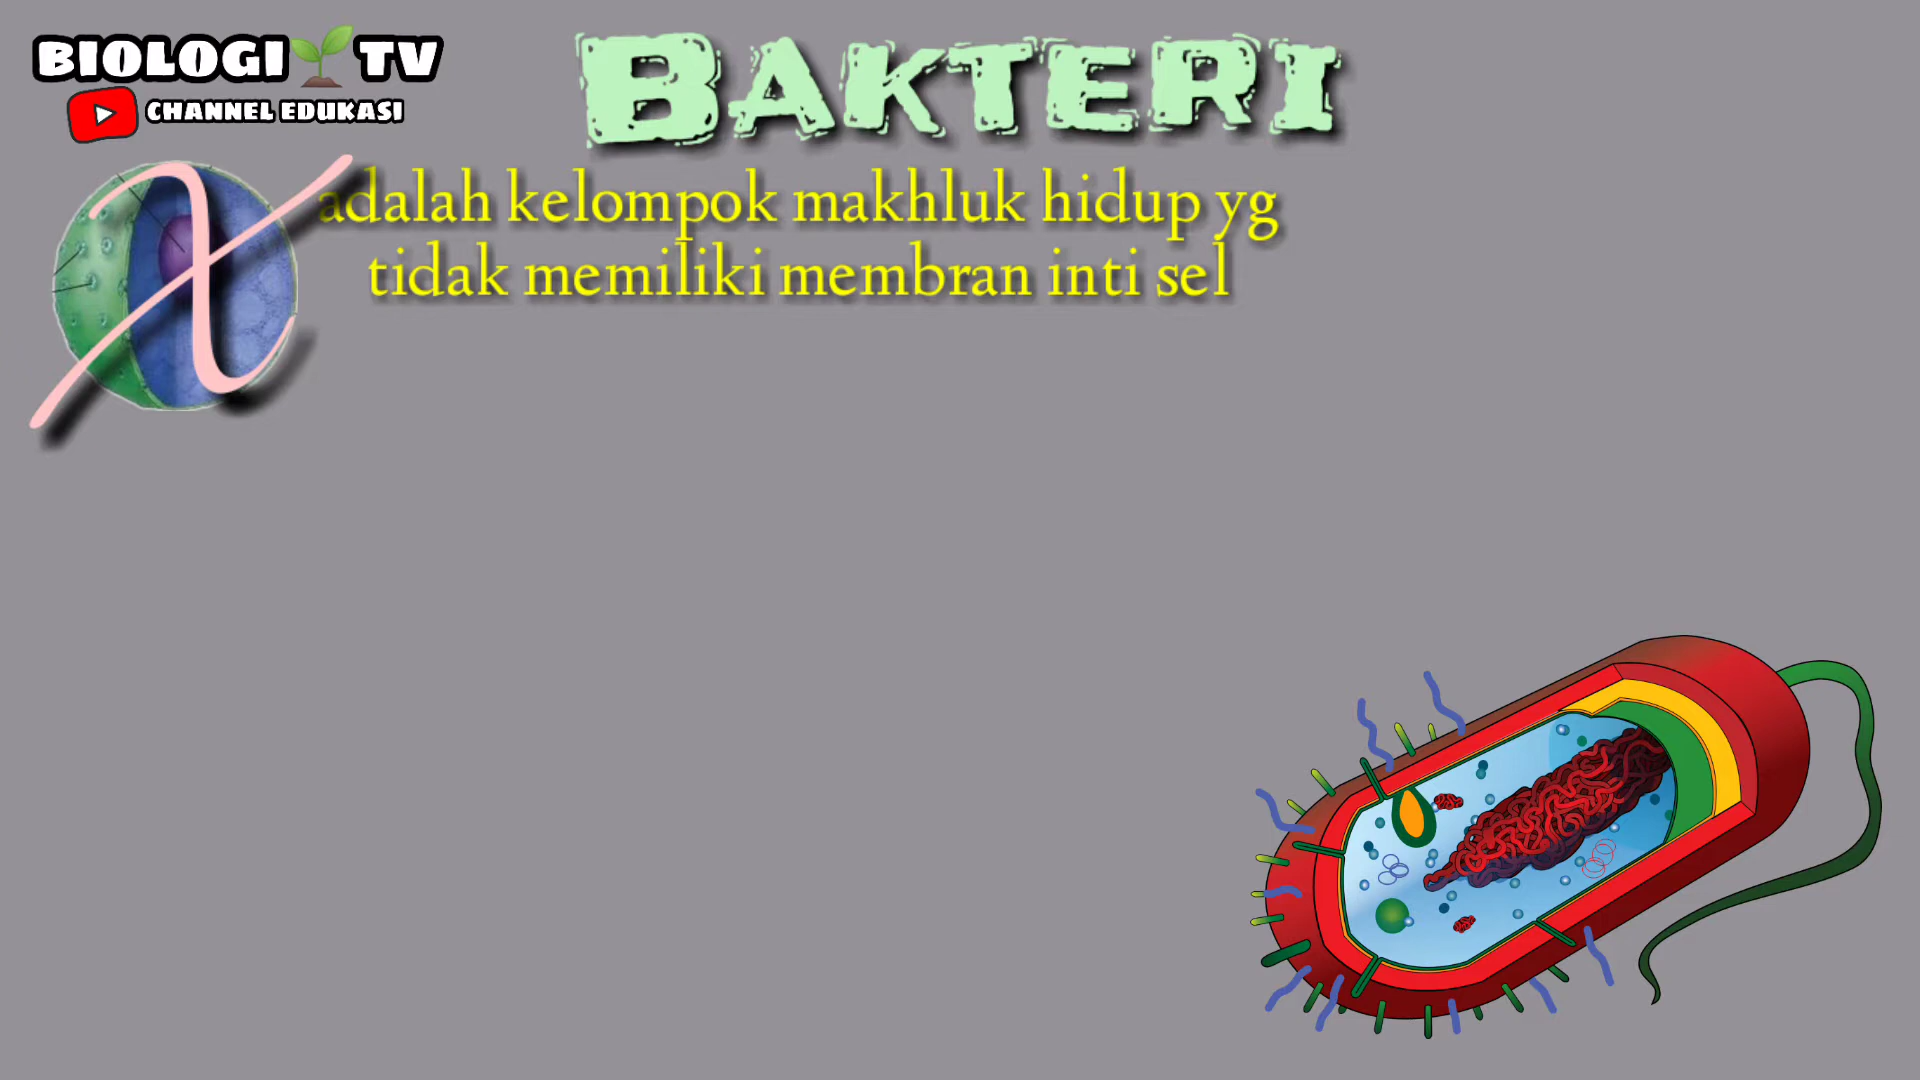 BIOLOGI TV
CHANNEL EDUKASI
BAKTERI
adalah kelompok makhluk hidup yg
tidak memiliki membran inti sel